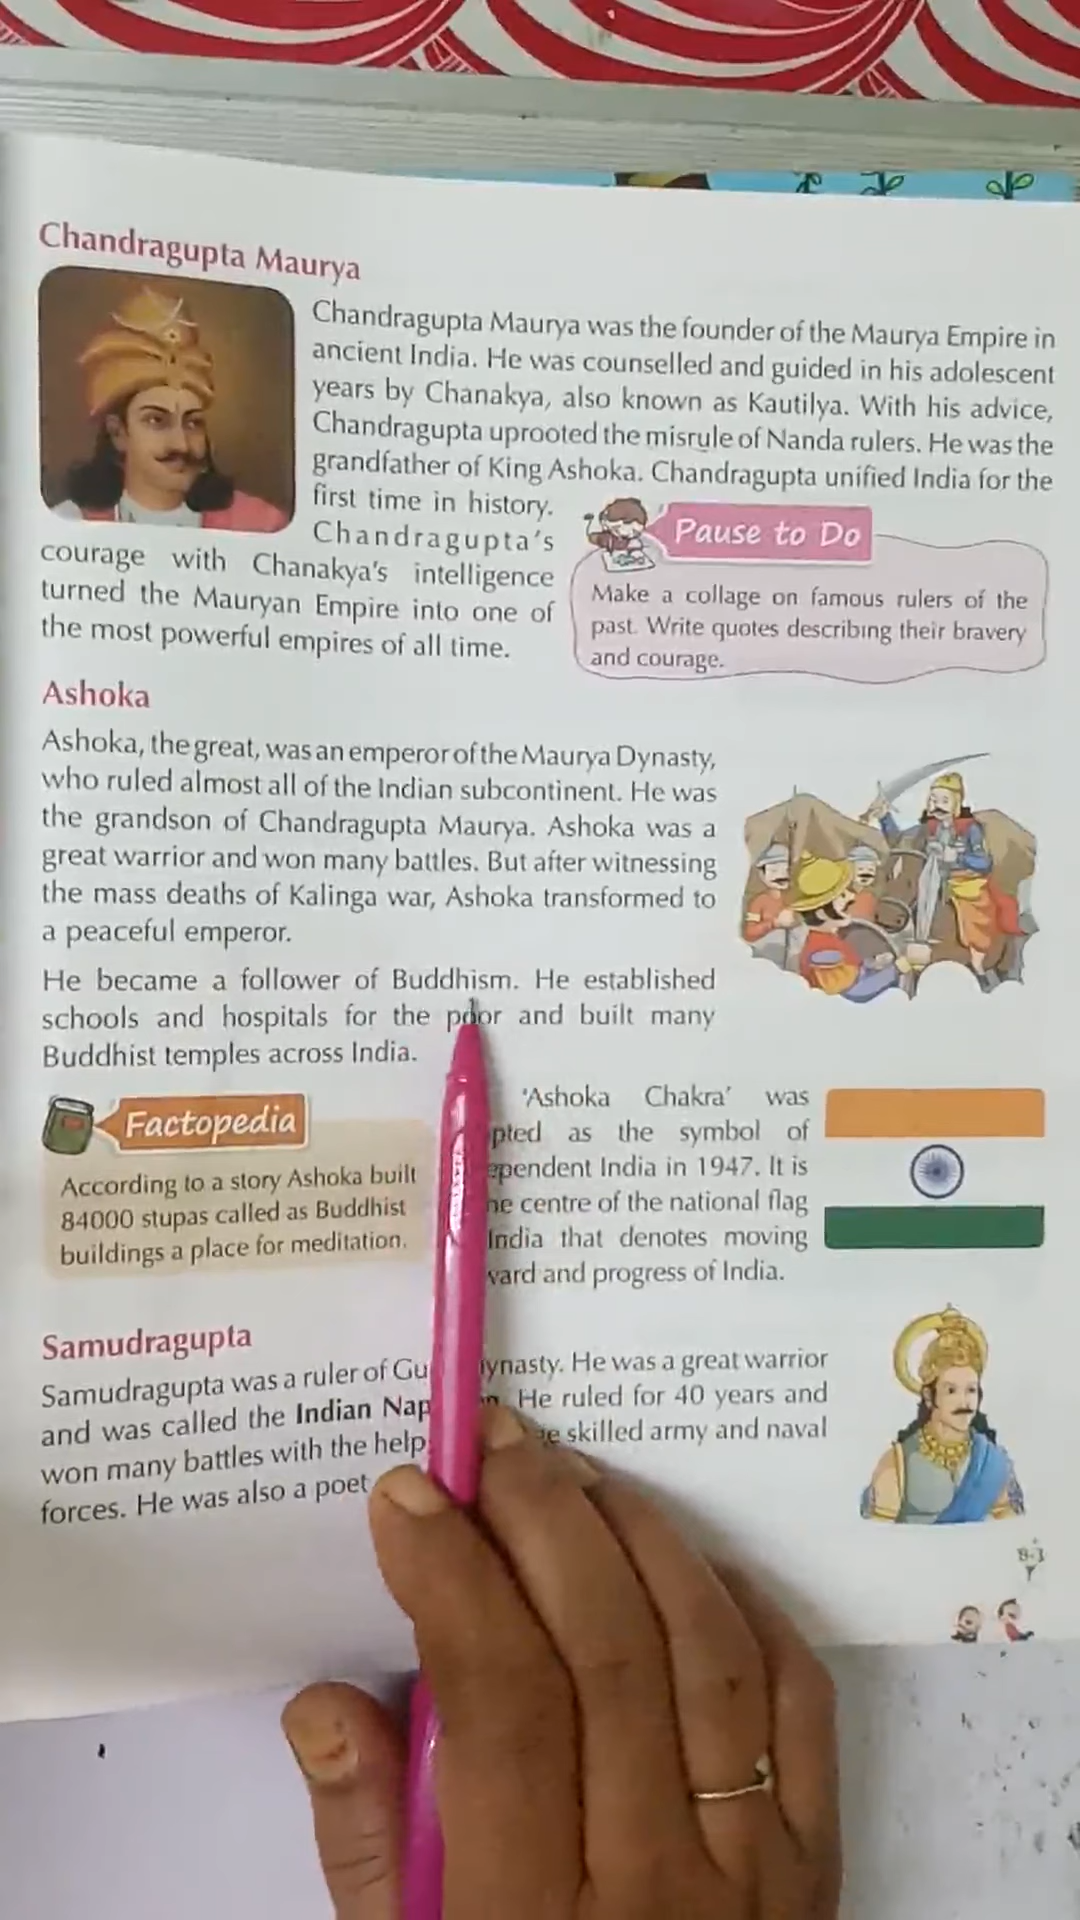 Chandragupta Maurya
Chandragupta Maurya was the founder of the Maurya Empire in
ancient India. He was counselled and guided in his adolescent
years by Chanakya, also known as Kautilya. With his advice,
Chandragupta uprooted the misrule of Nanda rulers. He was the
grandfather of King Ashoka. Chandragupta unified India for the
first time in history.
Chandragupta's
courage with Chanakya's intelligence
turned the Mauryan Empire into one of
the most powerful empires of all time.
Pause to Do
Make a collage on famous rulers of the
past. Write quotes describing their bravery
and courage.
Ashoka
Ashoka, the great, was an emperor of the Maurya Dynasty,
who ruled almost all of the Indian subcontinent. He was
the grandson of Chandragupta Maurya. Ashoka was a
great warrior and won many battles. But after witnessing
the mass deaths of Kalinga war, Ashoka transformed to
a peaceful emperor.
He became a follower of Buddhism. He established
schools and hospitals for the poor and built many
Buddhist temples across India.
Factopedia
According to a story Ashoka built
84000 stupas called as Buddhist
buildings a place for meditation.
'Ashoka Chakra' was
as the symbol of
India in 1947. It is
centre of the national flag
India that denotes moving
and progress of India.
Samudragupta
Samudragupta was a ruler of Dynasty. He was a great warrior
and was called the Indian He ruled for 40 years and
won many battles with the help skilled army and naval
forces. He was also a poet